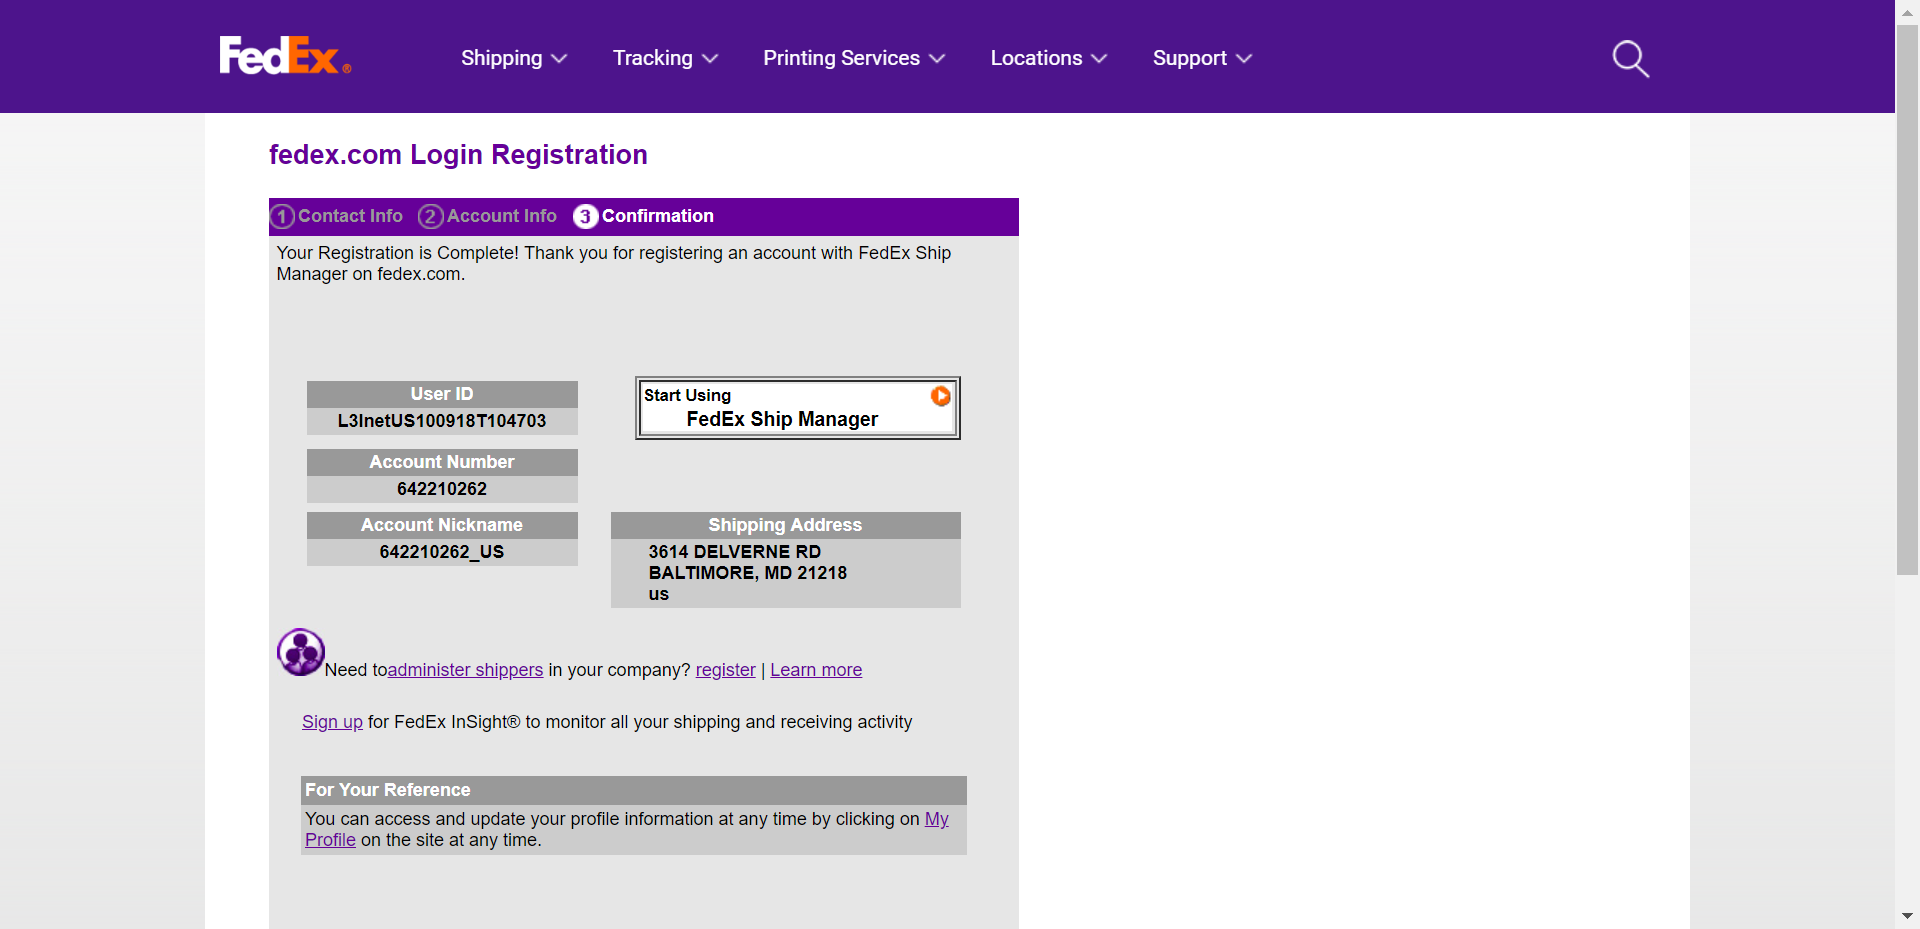 FedEx® Shipping Tracking Printing Services Locations Support
fedex.com Login Registration
1 Contact Info 2 Account Info 3 Confirmation
Your Registration is Complete! Thank you for registering an account with FedEx Ship
Manager on fedex.com.
User ID
L3InetUS100918T104703
Start Using
FedEx Ship Manager
Account Number
642210262
Account Nickname
642210262_US
Shipping Address
3614 DELVERNE RD
BALTIMORE, MD 21218
us
Need toadminister shippers in your company? register | Learn more
Sign up for FedEx InSight® to monitor all your shipping and receiving activity
For Your Reference
You can access and update your profile information at any time by clicking on My
Profile on the site at any time.